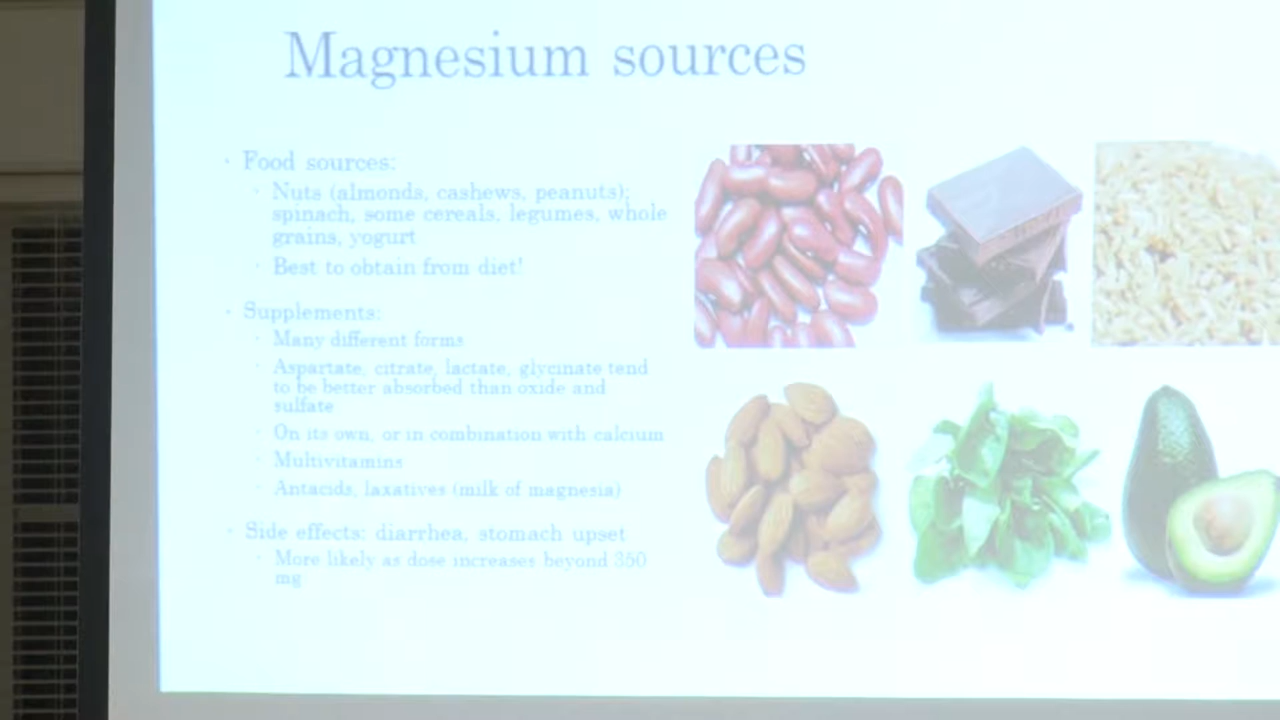 Magnesium sources
· Food sources:
· Nuts (almonds, cashews, peanuts);
spinach, some cereals, legumes, whole
grains, yogurt
· Best to obtain from diet!
· Supplements:
· Many different forms
· Aspartate, citrate, lactate, glycinate tend
to be better absorbed than oxide and
sulfate
· On its own, or in combination with calcium
· Multivitamins
· Antacids, laxatives (milk of magnesia)
· Side effects: diarrhea, stomach upset
· More likely as dose increases beyond 350
mg